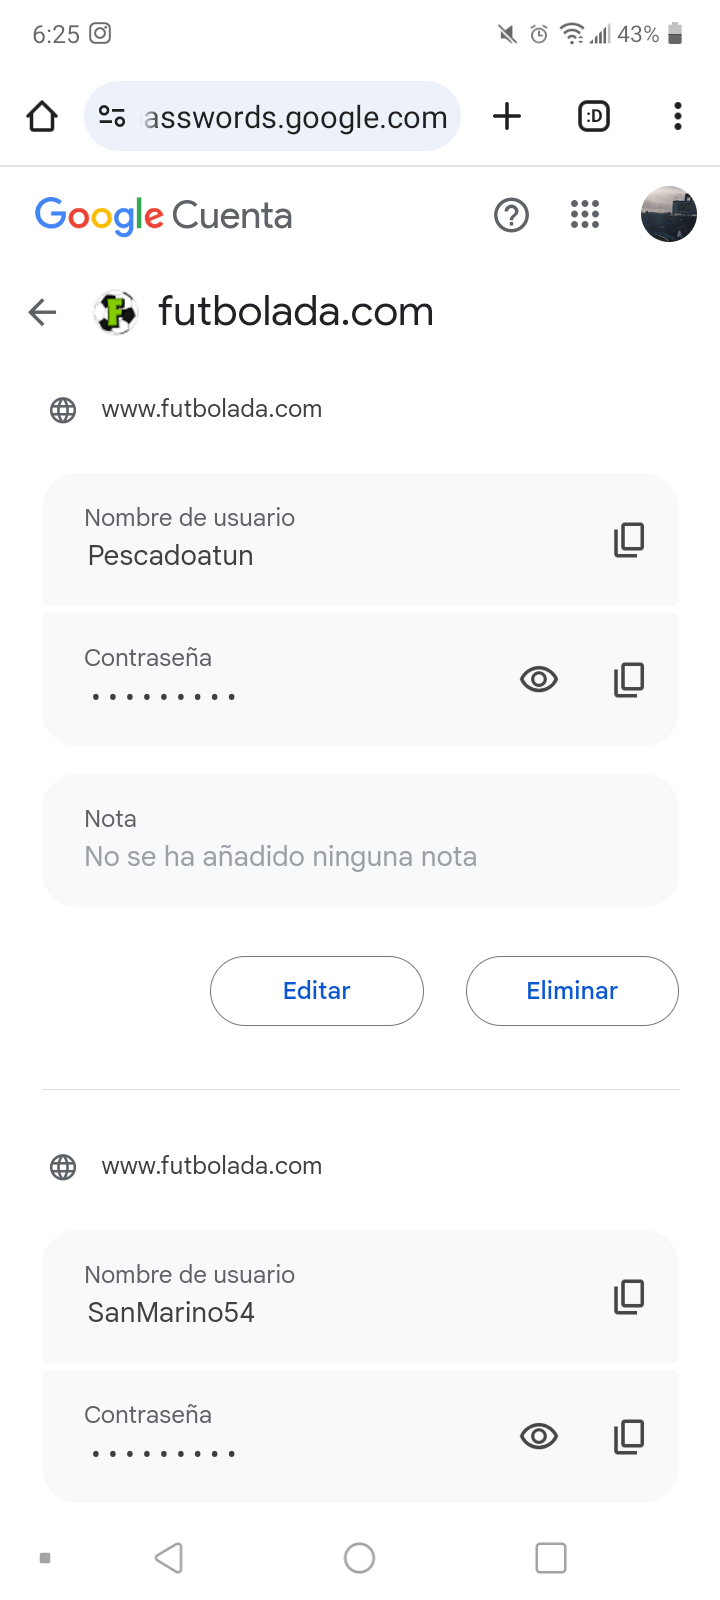 6:25
43%
asswords.google.com
:D
Google Cuenta
futbolada.com
www.futbolada.com
Nombre de usuario
Pescadoatun
Contraseña
•••••••••
Nota
No se ha añadido ninguna nota
Editar
Eliminar
www.futbolada.com
Nombre de usuario
SanMarino54
Contraseña
•••••••••